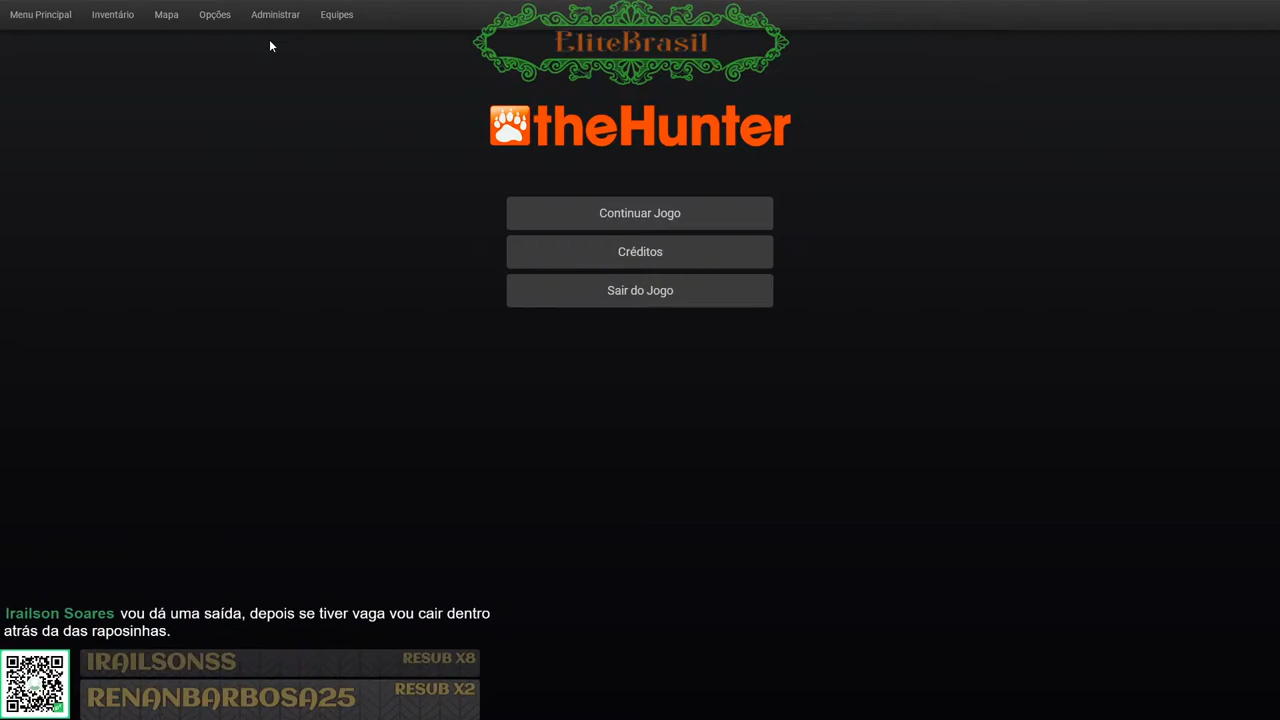 Menu Principal Inventário Mapa Opções Administrar Equipes
EliteBrasil
theHunter
Continuar Jogo
Créditos
Sair do Jogo
Irailson Soares vou dá uma saída, depois se tiver vaga vou cair dentro
atrás da das raposinhas.
IRAILSONSS RESUB X8
RENANBARBOSA25 RESUB X2